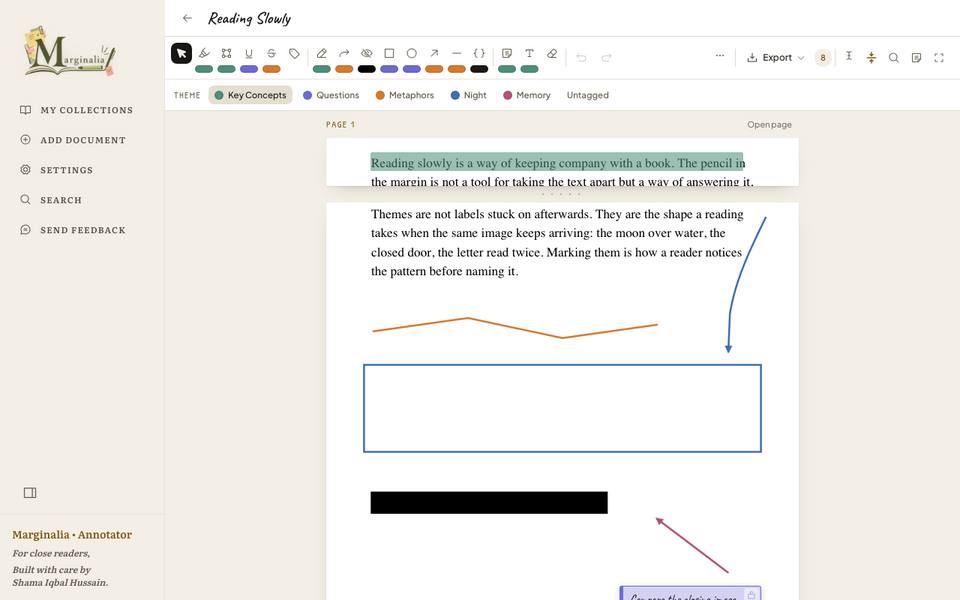 Marginalia
MY COLLECTIONS
ADD DOCUMENT
SETTINGS
SEARCH
SEND FEEDBACK
Marginalia • Annotator
For close readers,
Built with care by
Shama Iqbal Hussain.
Reading Slowly
Export
8
THEME
Key Concepts
Questions
Metaphors
Night
Memory
Untagged
PAGE 1
Open page
Reading slowly is a way of keeping company with a book. The pencil in
the margin is not a tool for taking the text apart but a way of answering it.
Themes are not labels stuck on afterwards. They are the shape a reading
takes when the same image keeps arriving: the moon over water, the
closed door, the letter read twice. Marking them is how a reader notices
the pattern before naming it.